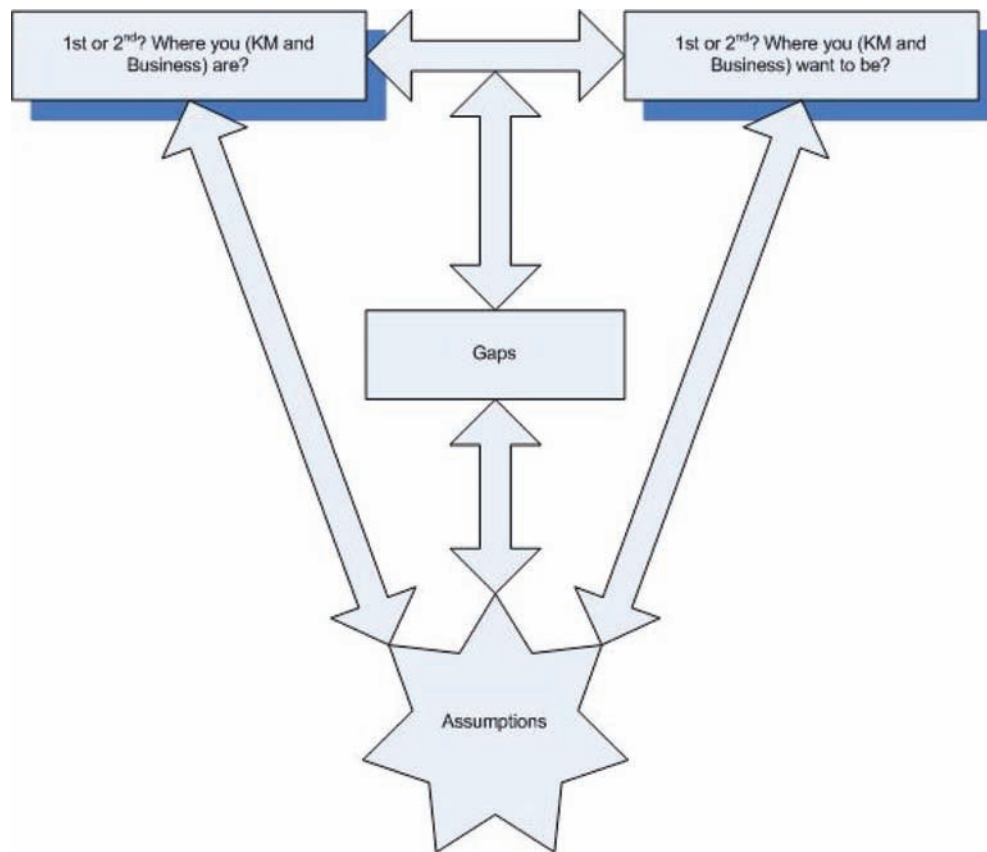 1st or 2nd? Where you (KM and
Business) are?
1st or 2nd? Where you (KM and
Business) want to be?
Gaps
Assumptions